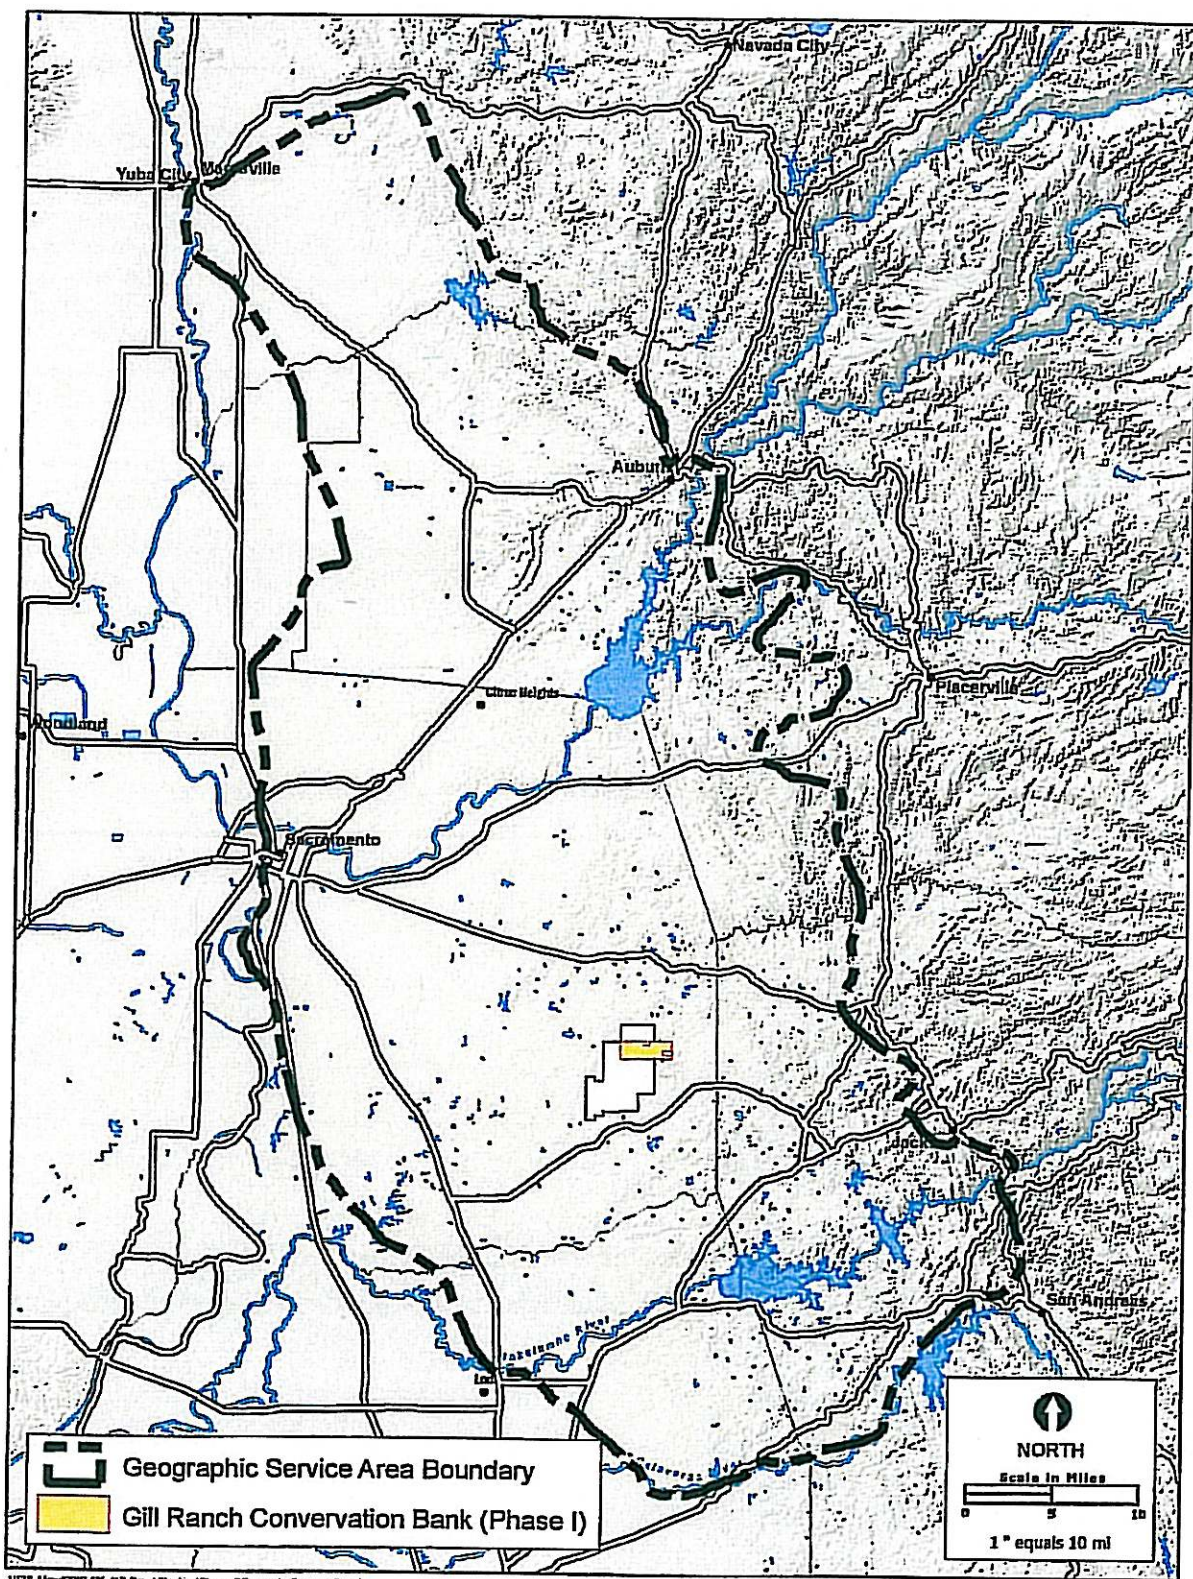 Nevada City
Yuba City
Auburn
Citrus Heights
Placerville
Woodland
Sacramento
San Andreas
River
Geographic Service Area Boundary
Gill Ranch Convervation Bank (Phase I)
NORTH
Scale in Miles
0 5 10
1" equals 10 mi